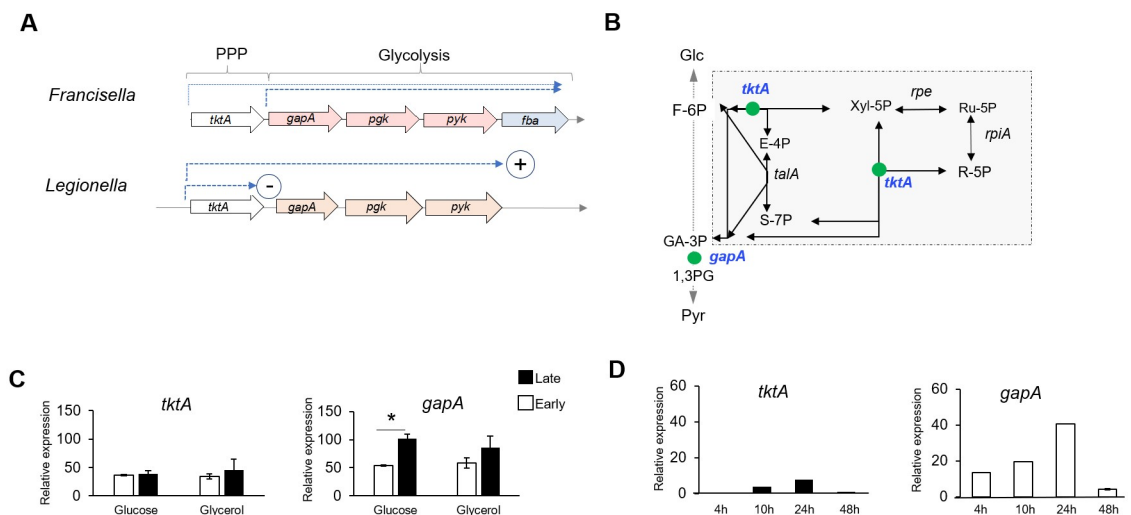 A
PPP
Glycolysis
Francisella
tktA
gapA
pgk
pyk
fba
+
Legionella
-
tktA
gapA
pgk
pyk
B
Glc
tktA
F-6P
Xyl-5P
rpe
Ru-5P
E-4P
rpiA
talA
tktA
R-5P
S-7P
GA-3P
gapA
1,3PG
Pyr
C
Relative expression
tktA
150
100
50
0
Glucose
Glycerol
Relative expression
gapA
150
100
50
0
*
Glucose
Glycerol
Late
Early
D
Relative expression
tktA
60
40
20
0
4h
10h
24h
48h
Relative expression
gapA
60
40
20
0
4h
10h
24h
48h